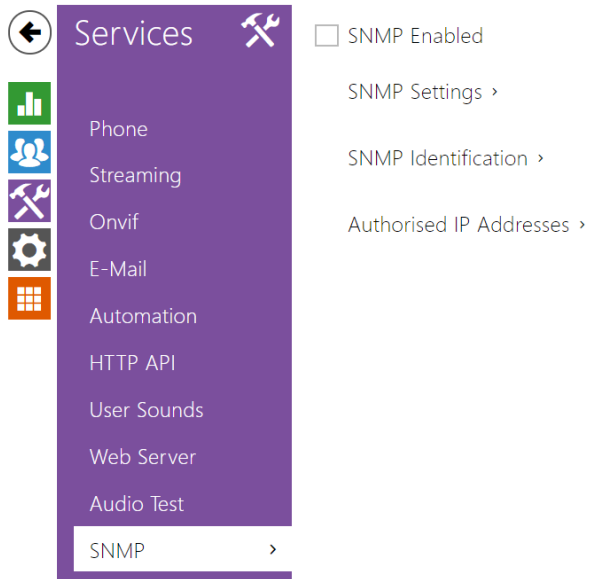 Services
Phone
Streaming
Onvif
E-Mail
Automation
HTTP API
User Sounds
Web Server
Audio Test
SNMP
SNMP Enabled
SNMP Settings
SNMP Identification
Authorised IP Addresses